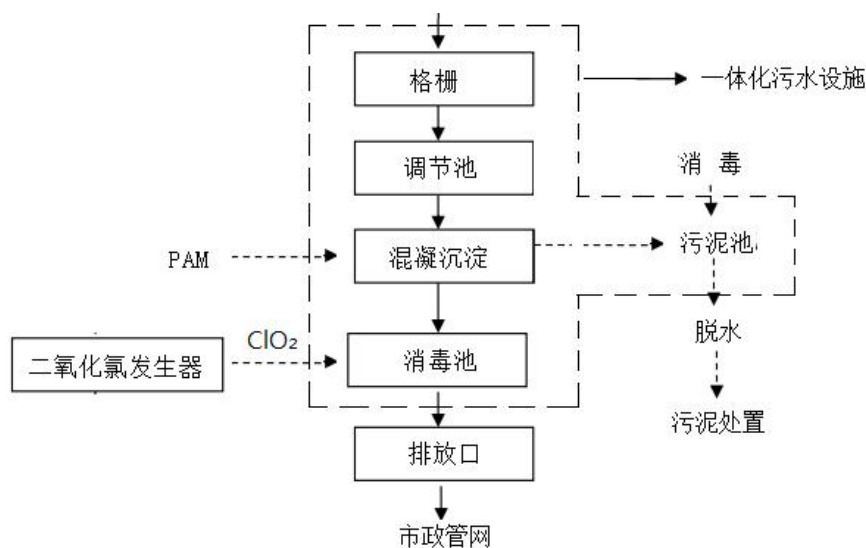 格栅
一体化污水设施
调节池
消 毒
PAM
混凝沉淀
污泥池
ClO₂
二氧化氯发生器
消毒池
脱水
污泥处置
排放口
市政管网